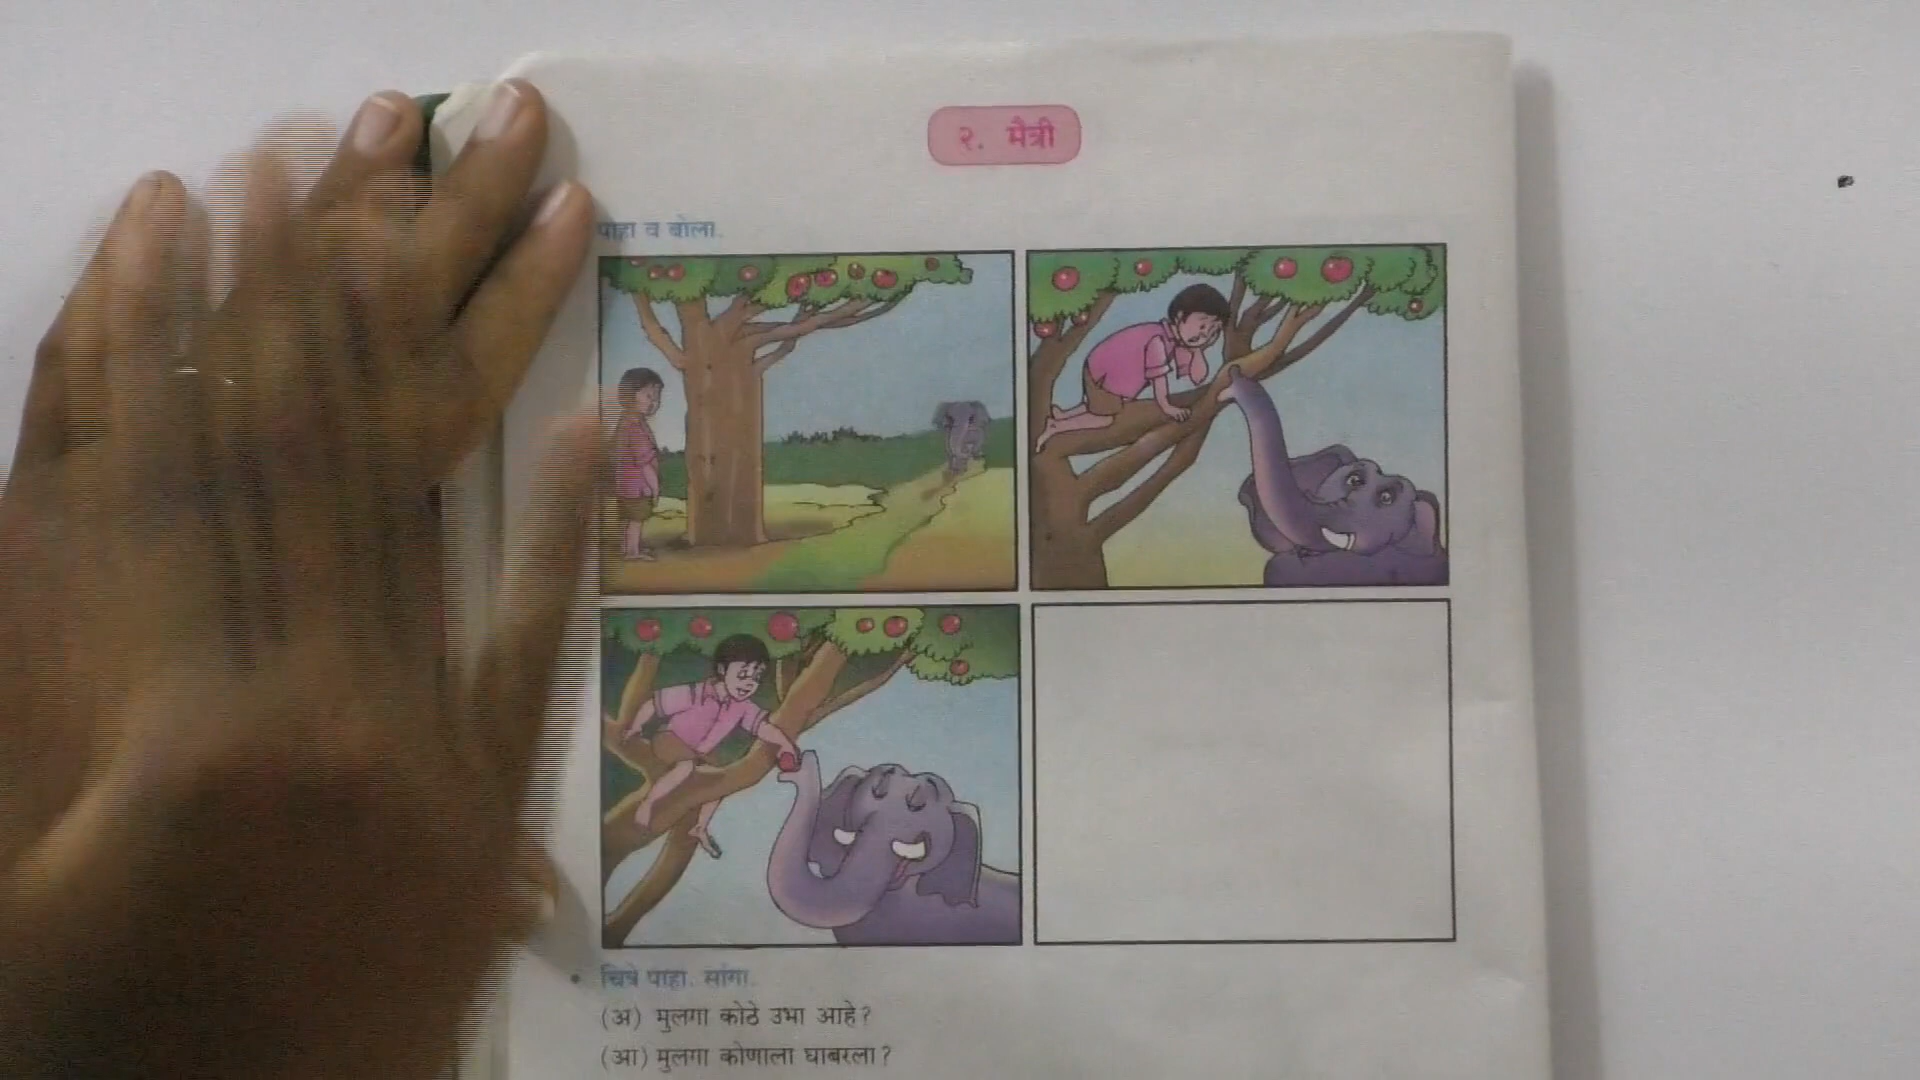 २. मैत्री
पाहा व बोला.
• चित्रे पाहा. सांगा.
(अ) मुलगा कोठे उभा आहे?
(आ) मुलगा कोणाला घाबरला?